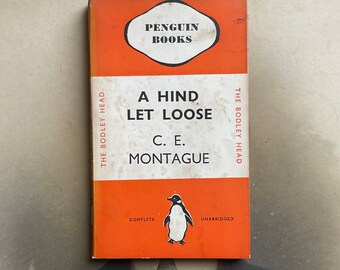 PENGUIN
BOOKS
THE BODLEY HEAD
A HIND
LET LOOSE
C. E.
MONTAGUE
THE BODLEY HEAD
COMPLETE
UNABRIDGED